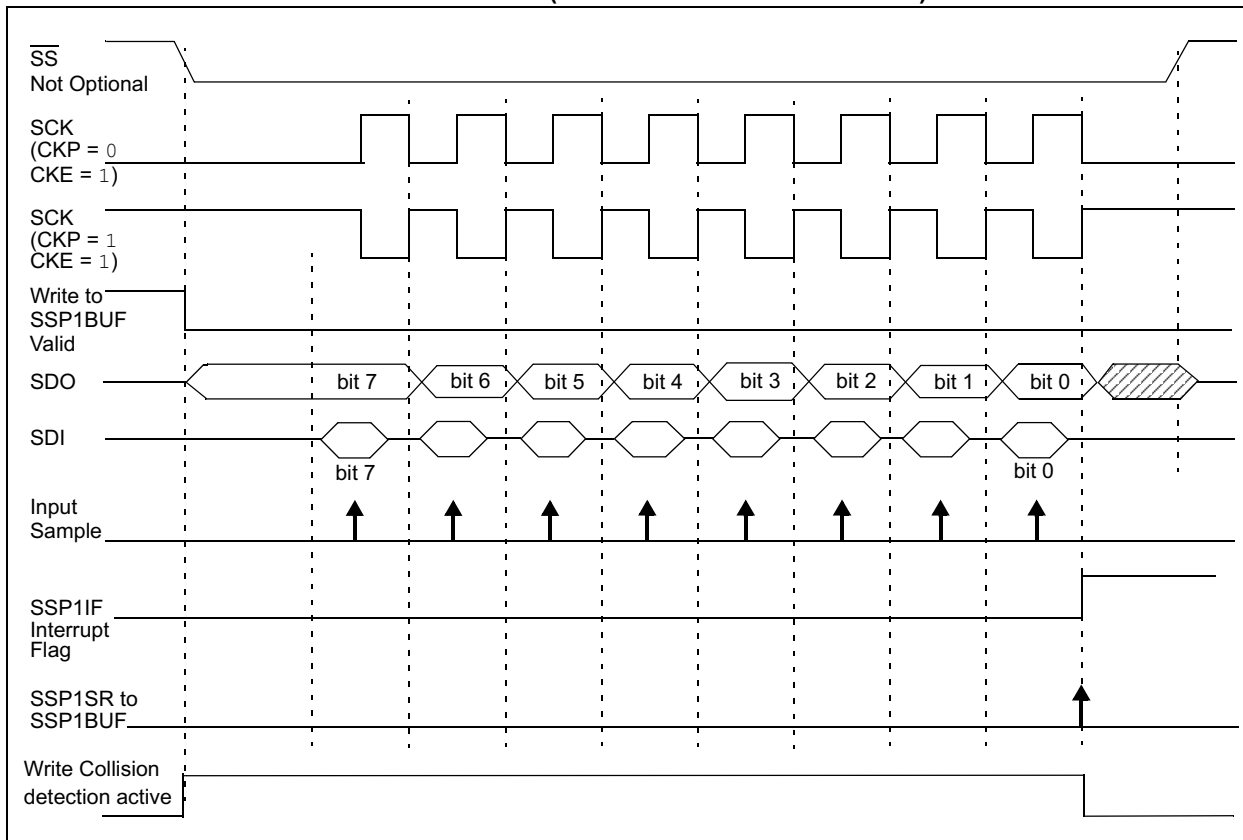 SS
Not Optional
SCK
(CKP = 0
CKE = 1)
SCK
(CKP = 1
CKE = 1)
Write to
SSP1BUF
Valid
SDO
bit 7 bit 6 bit 5 bit 4 bit 3 bit 2 bit 1 bit 0
SDI
bit 7 bit 0
Input
Sample
SSP1IF
Interrupt
Flag
SSP1SR to
SSP1BUF
Write Collision
detection active